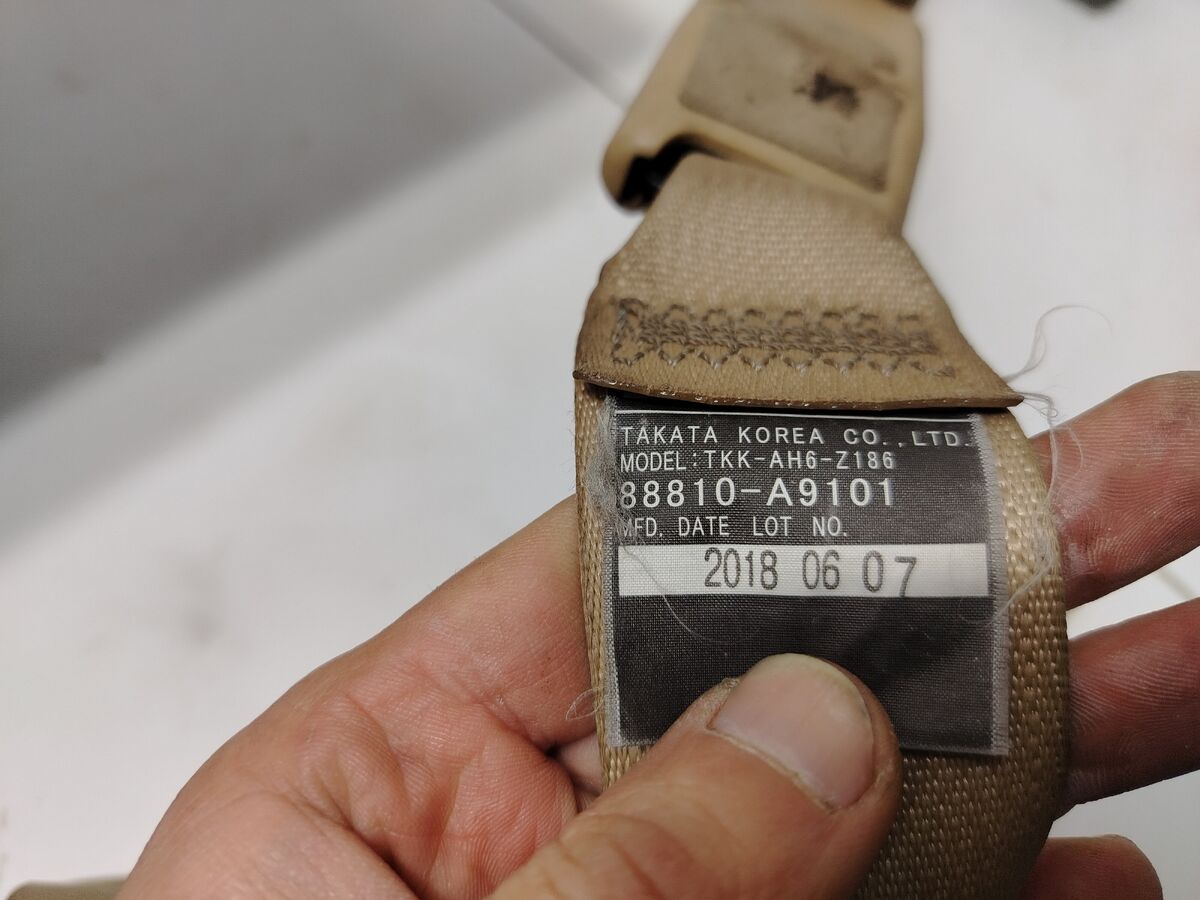 TAKATA KOREA CO.,LTD.
MODEL:TKK-AH6-Z186
88810-A9101
MFD. DATE LOT NO.
2018 06 07